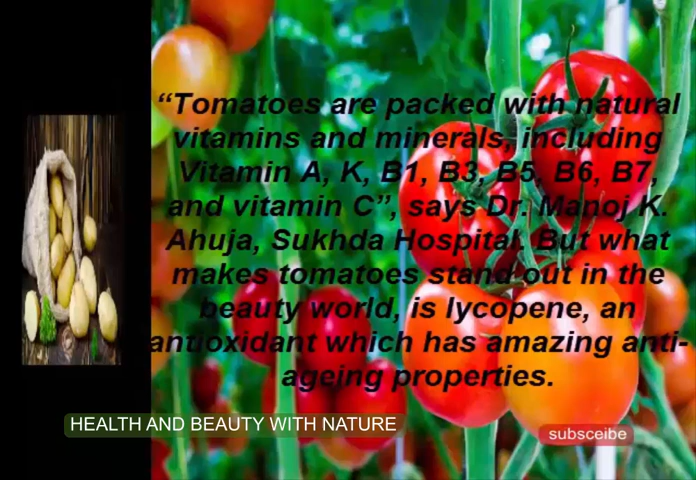 “Tomatoes are packed with natural
vitamins and minerals, including
Vitamin A, K, B1, B3, B5, B6, B7,
and vitamin C”, says Dr. Manoj K.
Ahuja, Sukhda Hospital. But what
makes tomatoes stand out in the
beauty world, is lycopene, an
antioxidant which has amazing anti-
ageing properties.
HEALTH AND BEAUTY WITH NATURE
subsceibe